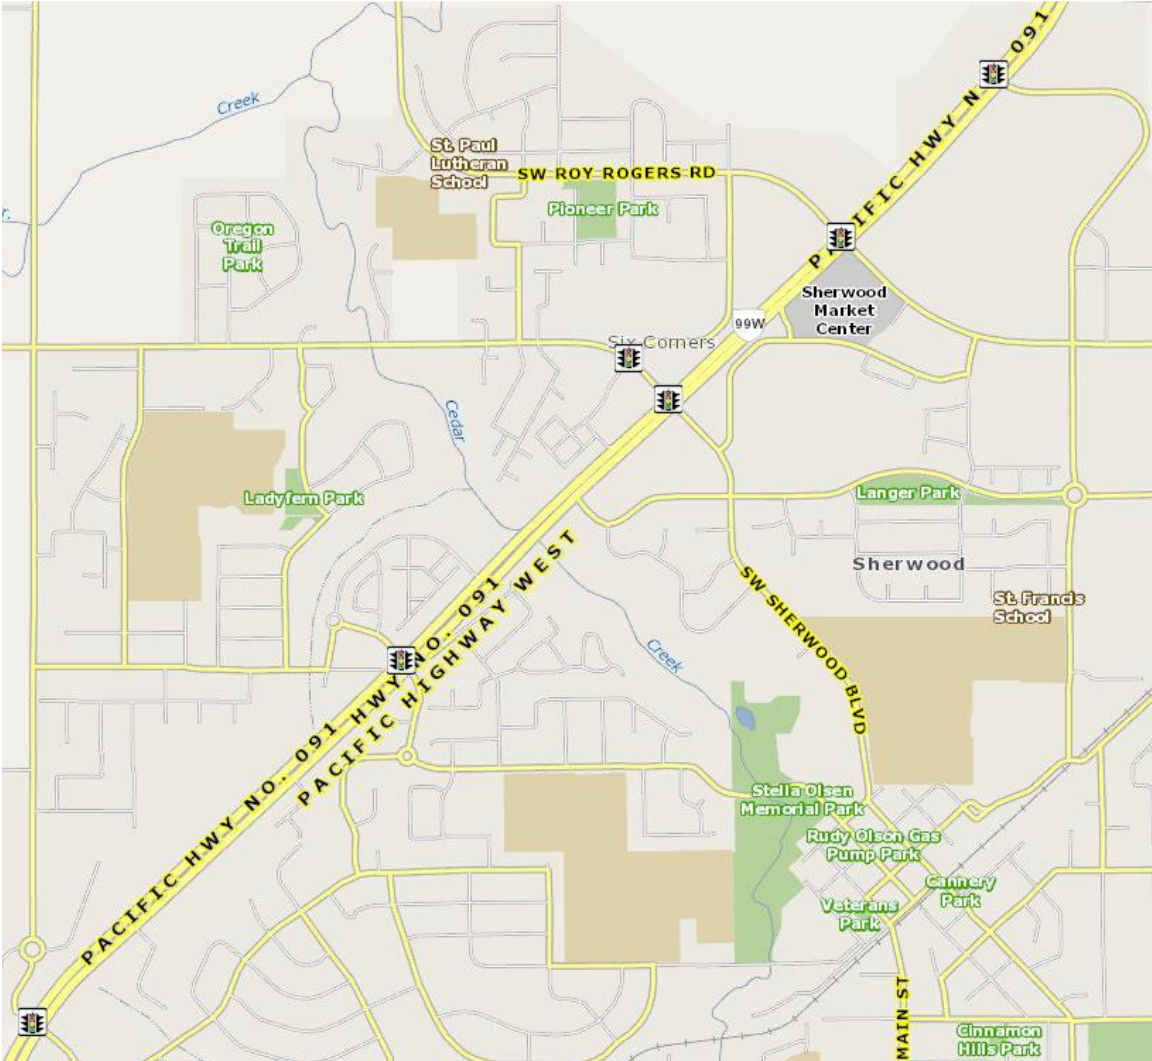 PACIFIC HWY N
091
Creek
St. Paul
Lutheran
School
SW ROY ROGERS RD
Pioneer Park
r.
Oregon
Trail
Park
Sherwood
Market
Center
99W
Six Corners
Cedar
Ladyfern Park
Langer Park
PACIFIC HWY NO. 091 HWY NO. 091
PACIFIC HIGHWAY WEST
Sherwood
SW SHERWOOD BLVD
St. Francis
School
Creek
Stella Olsen
Memorial Park
Rudy Olson Gas
Pump Park
Cannery
Park
Veterans
Park
MAIN ST
Cinnamon
Hills Park